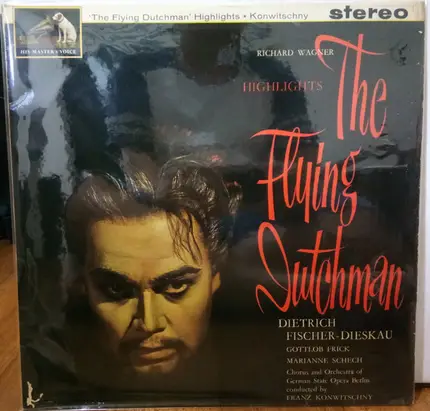 'The Flying Dutchman' Highlights • Konwitschny
stereo
HIS MASTER'S VOICE
RICHARD WAGNER
HIGHLIGHTS
The
Flying
Dutchman
DIETRICH
FISCHER-DIESKAU
GOTTLOB FRICK
MARIANNE SCHECH
Chorus and Orchestra of
German State Opera Berlin
conducted by
FRANZ KONWITSCHNY